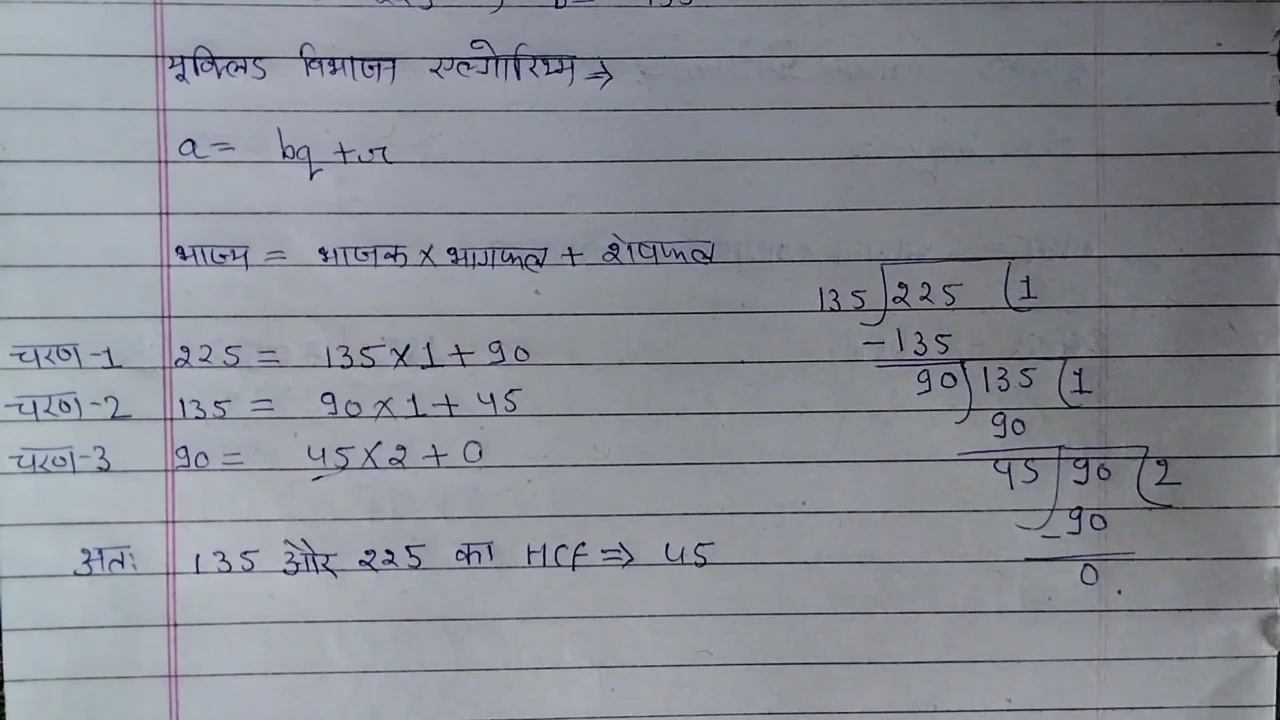 यूक्लिड विभाजन एल्गोरिथ्म ⇒
a = bq + r
भाज्य = भाजक × भागफल + शेषफल
चरण-1 225 = 135 × 1 + 90
चरण-2 135 = 90 × 1 + 45
चरण-3 90 = 45 × 2 + 0
अतः 135 और 225 का HCF ⇒ 45
135) 225 (1
-135
90) 135 (1
90
45) 90 (2
-90
0